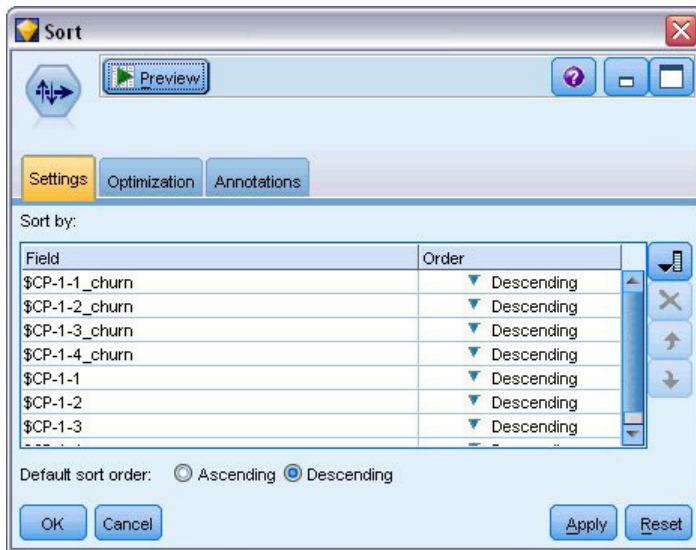 Sort
Preview
Settings Optimization Annotations
Sort by:
Field Order
$CP-1-1_churn Descending
$CP-1-2_churn Descending
$CP-1-3_churn Descending
$CP-1-4_churn Descending
$CP-1-1 Descending
$CP-1-2 Descending
$CP-1-3 Descending
Default sort order: Ascending Descending
OK Cancel Apply Reset